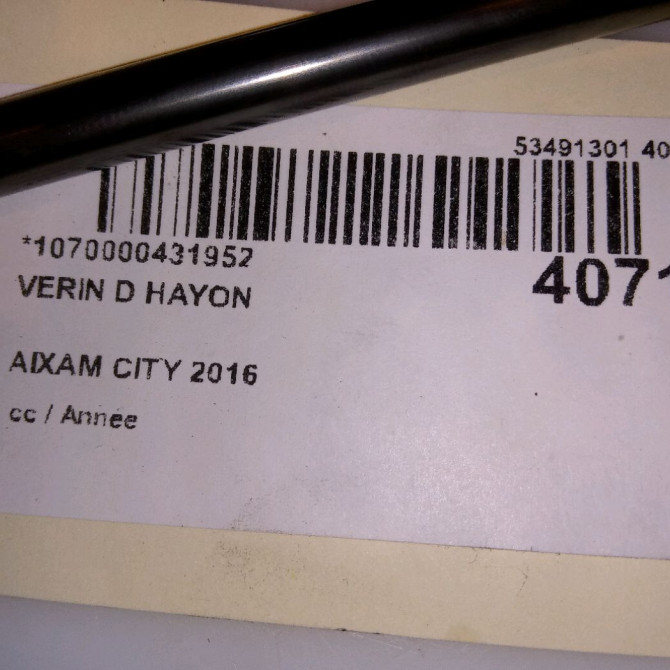 53491301 40
*1070000431952
4071
VERIN D HAYON
AIXAM CITY 2016
cc / Annee